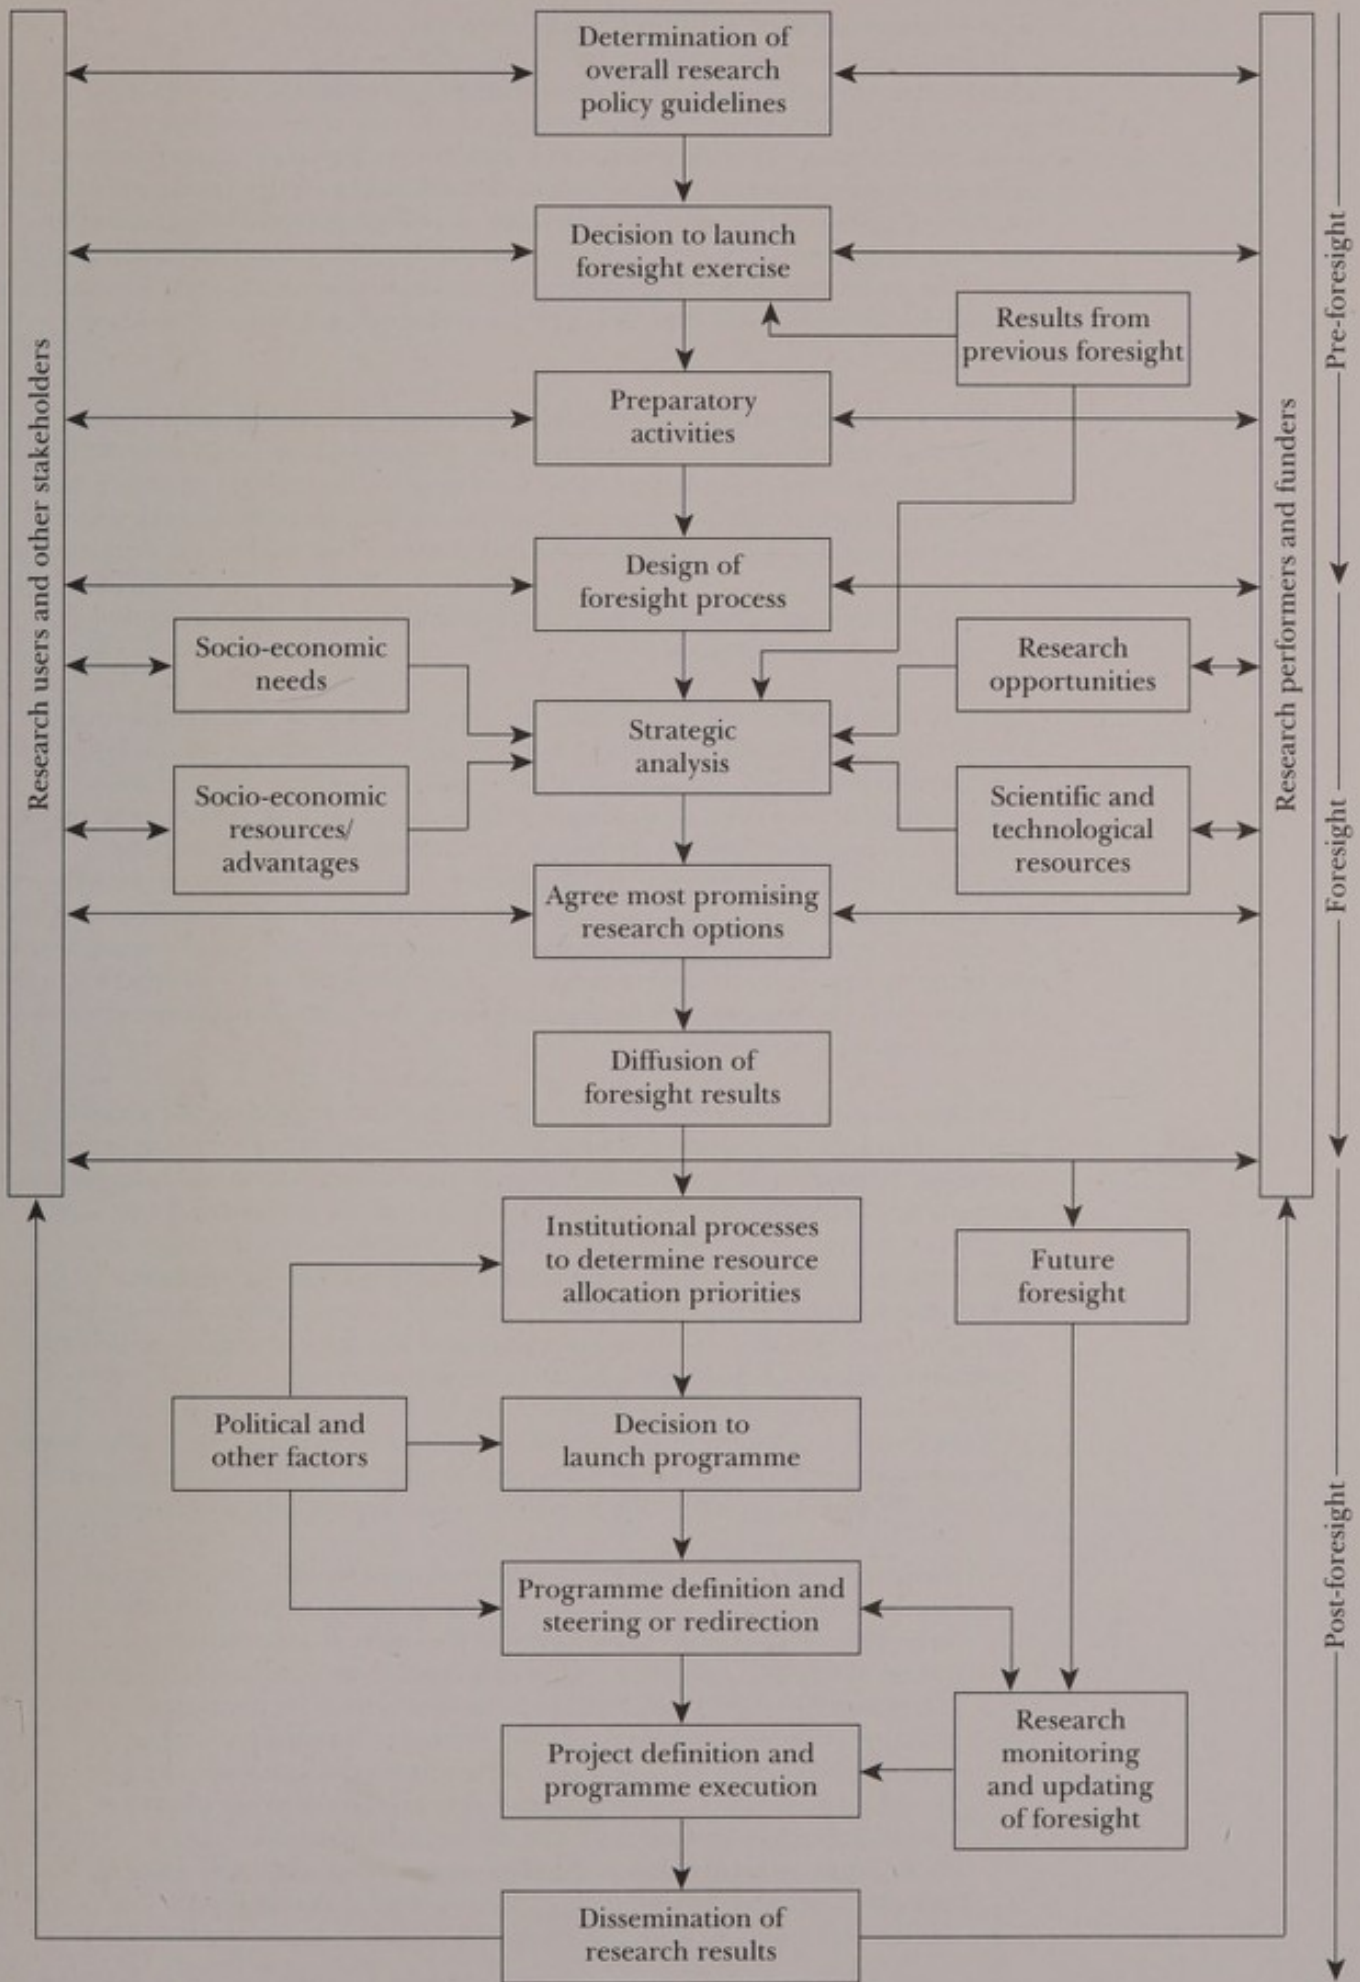 Determination of
overall research
policy guidelines
Decision to launch
foresight exercise
Results from
previous foresight
Pre-foresight
Preparatory
activities
Research users and other stakeholders
Research performers and funders
Design of
foresight process
Socio-economic
needs
Research
opportunities
Strategic
analysis
Socio-economic
resources/
advantages
Scientific and
technological
resources
Foresight
Agree most promising
research options
Diffusion of
foresight results
Institutional processes
to determine resource
allocation priorities
Future
foresight
Political and
other factors
Decision to
launch programme
Post-foresight
Programme definition and
steering or redirection
Project definition and
programme execution
Research
monitoring
and updating
of foresight
Dissemination of
research results